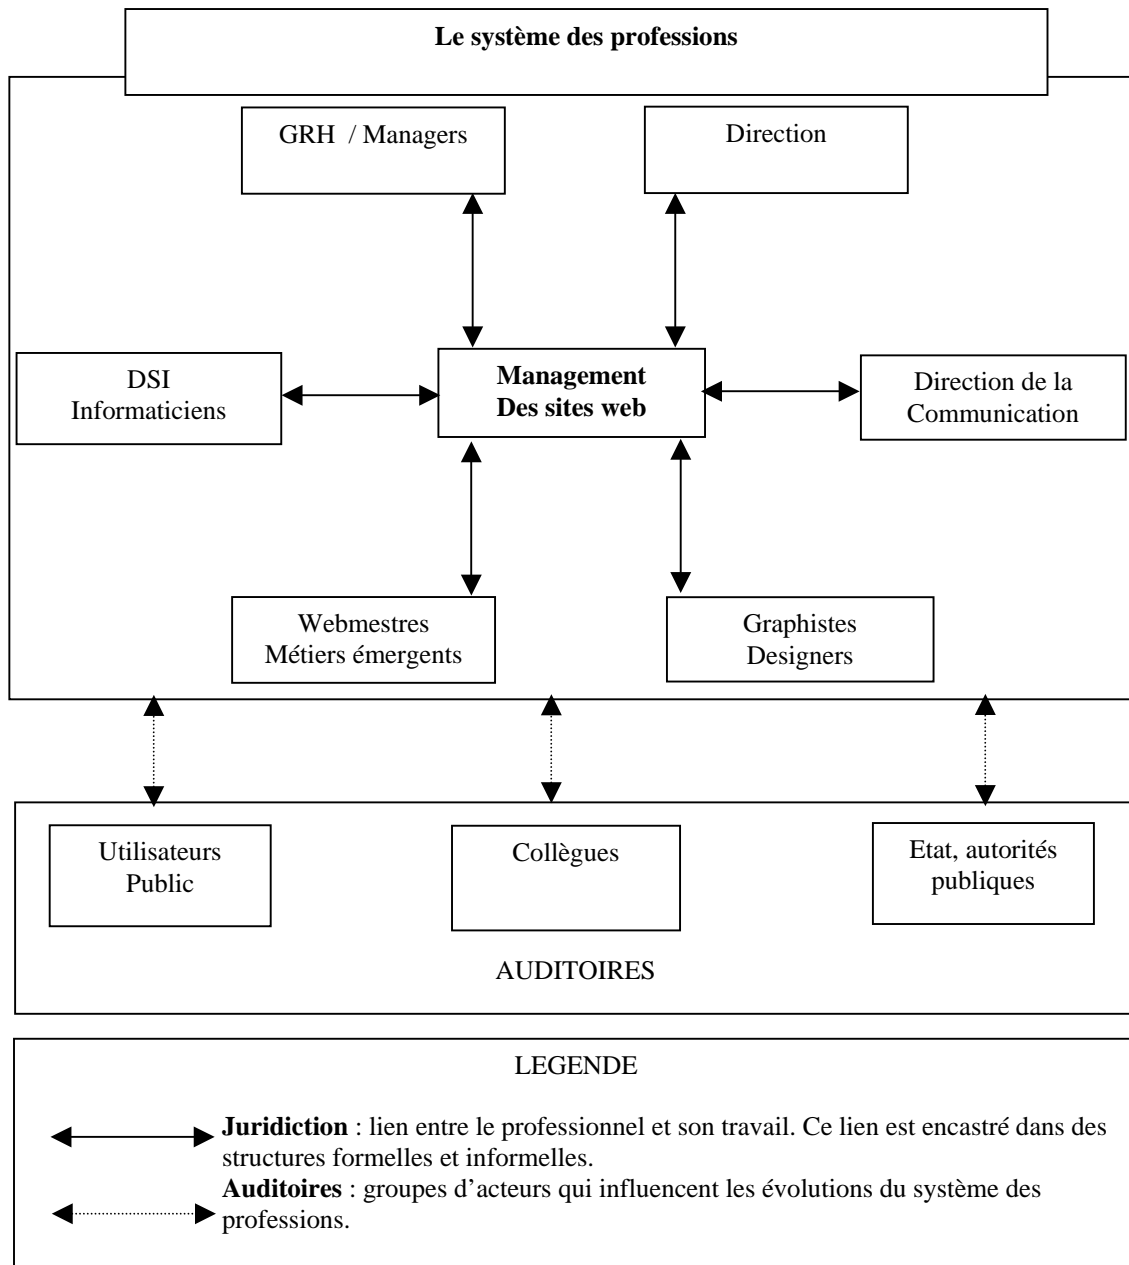 Le système des professions
GRH / Managers
Direction
DSI
Informaticiens
Management
Des sites web
Direction de la
Communication
Webmestres
Métiers émergents
Graphistes
Designers
Utilisateurs
Public
Collègues
Etat, autorités
publiques
AUDITOIRES
LEGENDE
Juridiction : lien entre le professionnel et son travail. Ce lien est encastré dans des
structures formelles et informelles.
Auditoires : groupes d'acteurs qui influencent les évolutions du système des
professions.